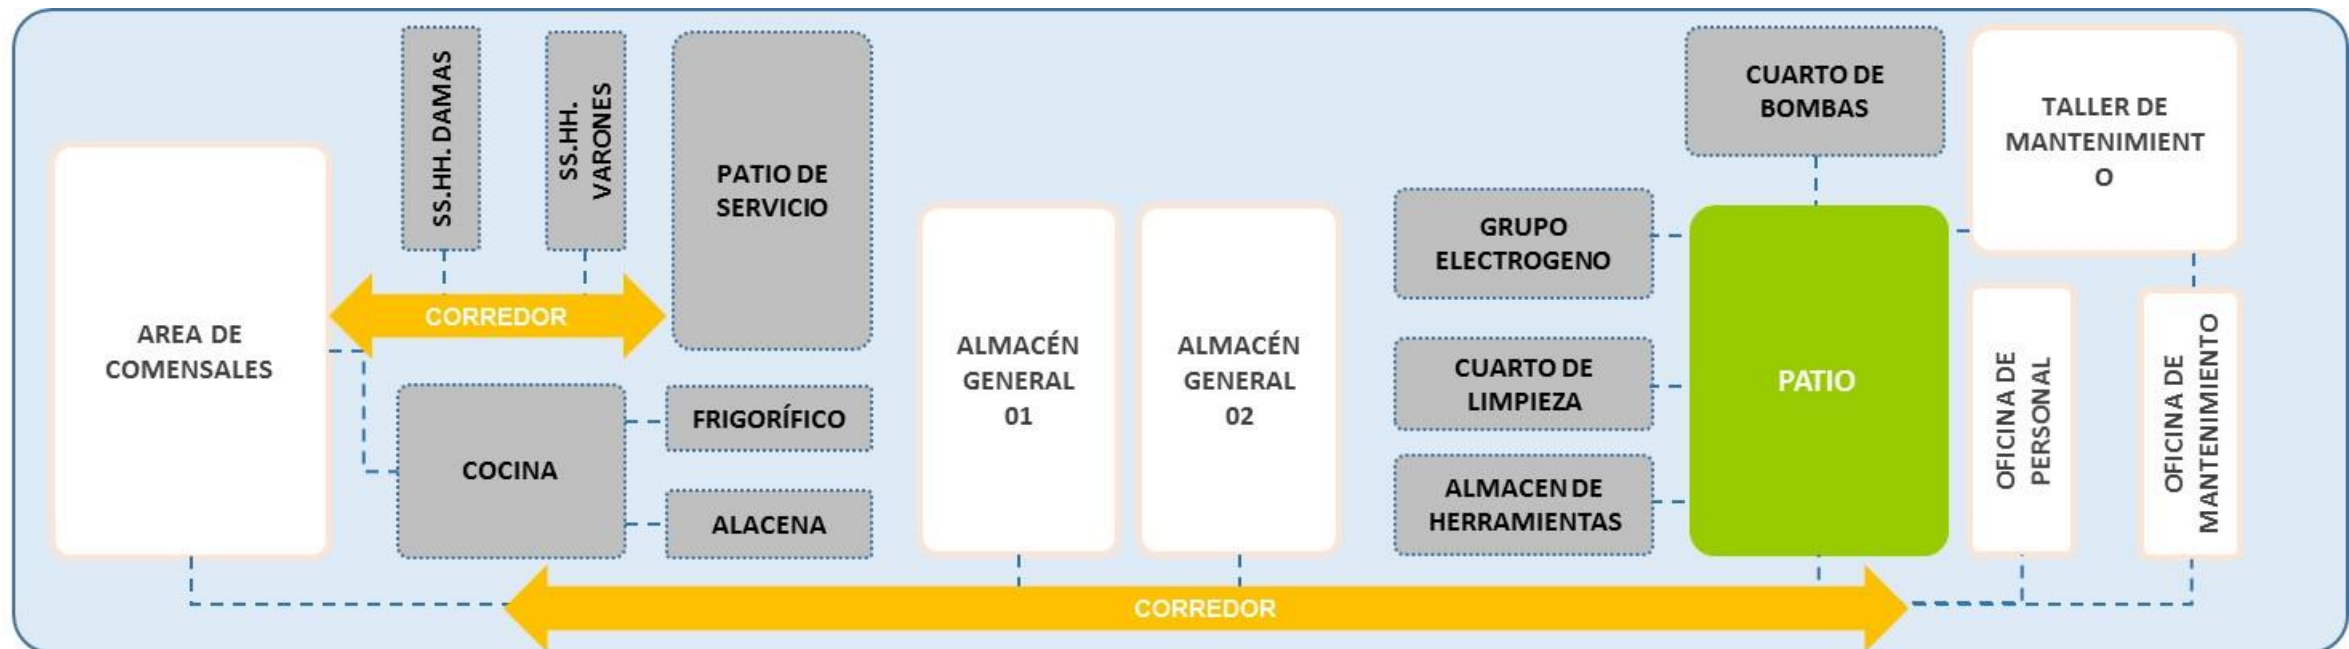 SS.HH. DAMAS
SS.HH.
VARONES
PATIO DE
SERVICIO
AREA DE
COMENSALES
CORREDOR
COCINA
FRIGORÍFICO
ALACENA
ALMACÉN
GENERAL
01
ALMACÉN
GENERAL
02
CUARTO DE
BOMBAS
TALLER DE
MANTENIMIENT
O
GRUPO
ELECTROGENO
CUARTO DE
LIMPIEZA
ALMACEN DE
HERRAMIENTAS
PATIO
OFICINA DE
PERSONAL
OFICINA DE
MANTENIMIENTO
CORREDOR